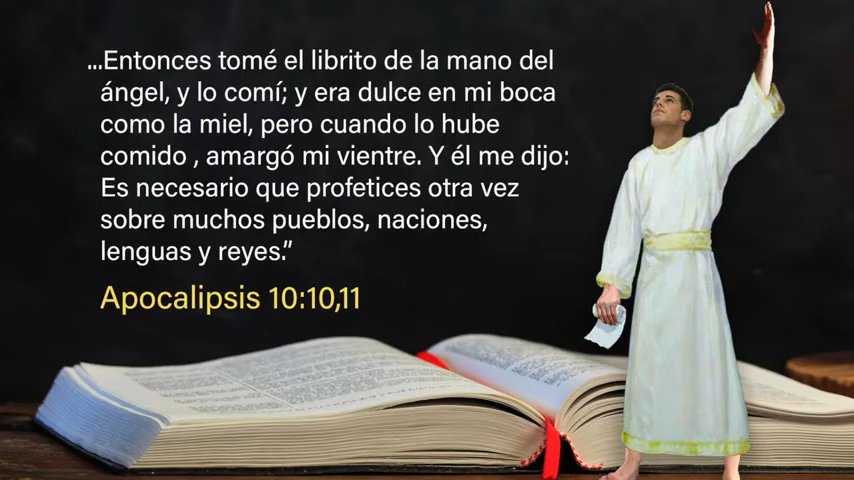 ...Entonces tomé el librito de la mano del
ángel, y lo comí; y era dulce en mi boca
como la miel, pero cuando lo hube
comido , amargó mi vientre. Y él me dijo:
Es necesario que profetices otra vez
sobre muchos pueblos, naciones,
lenguas y reyes.”
Apocalipsis 10:10,11